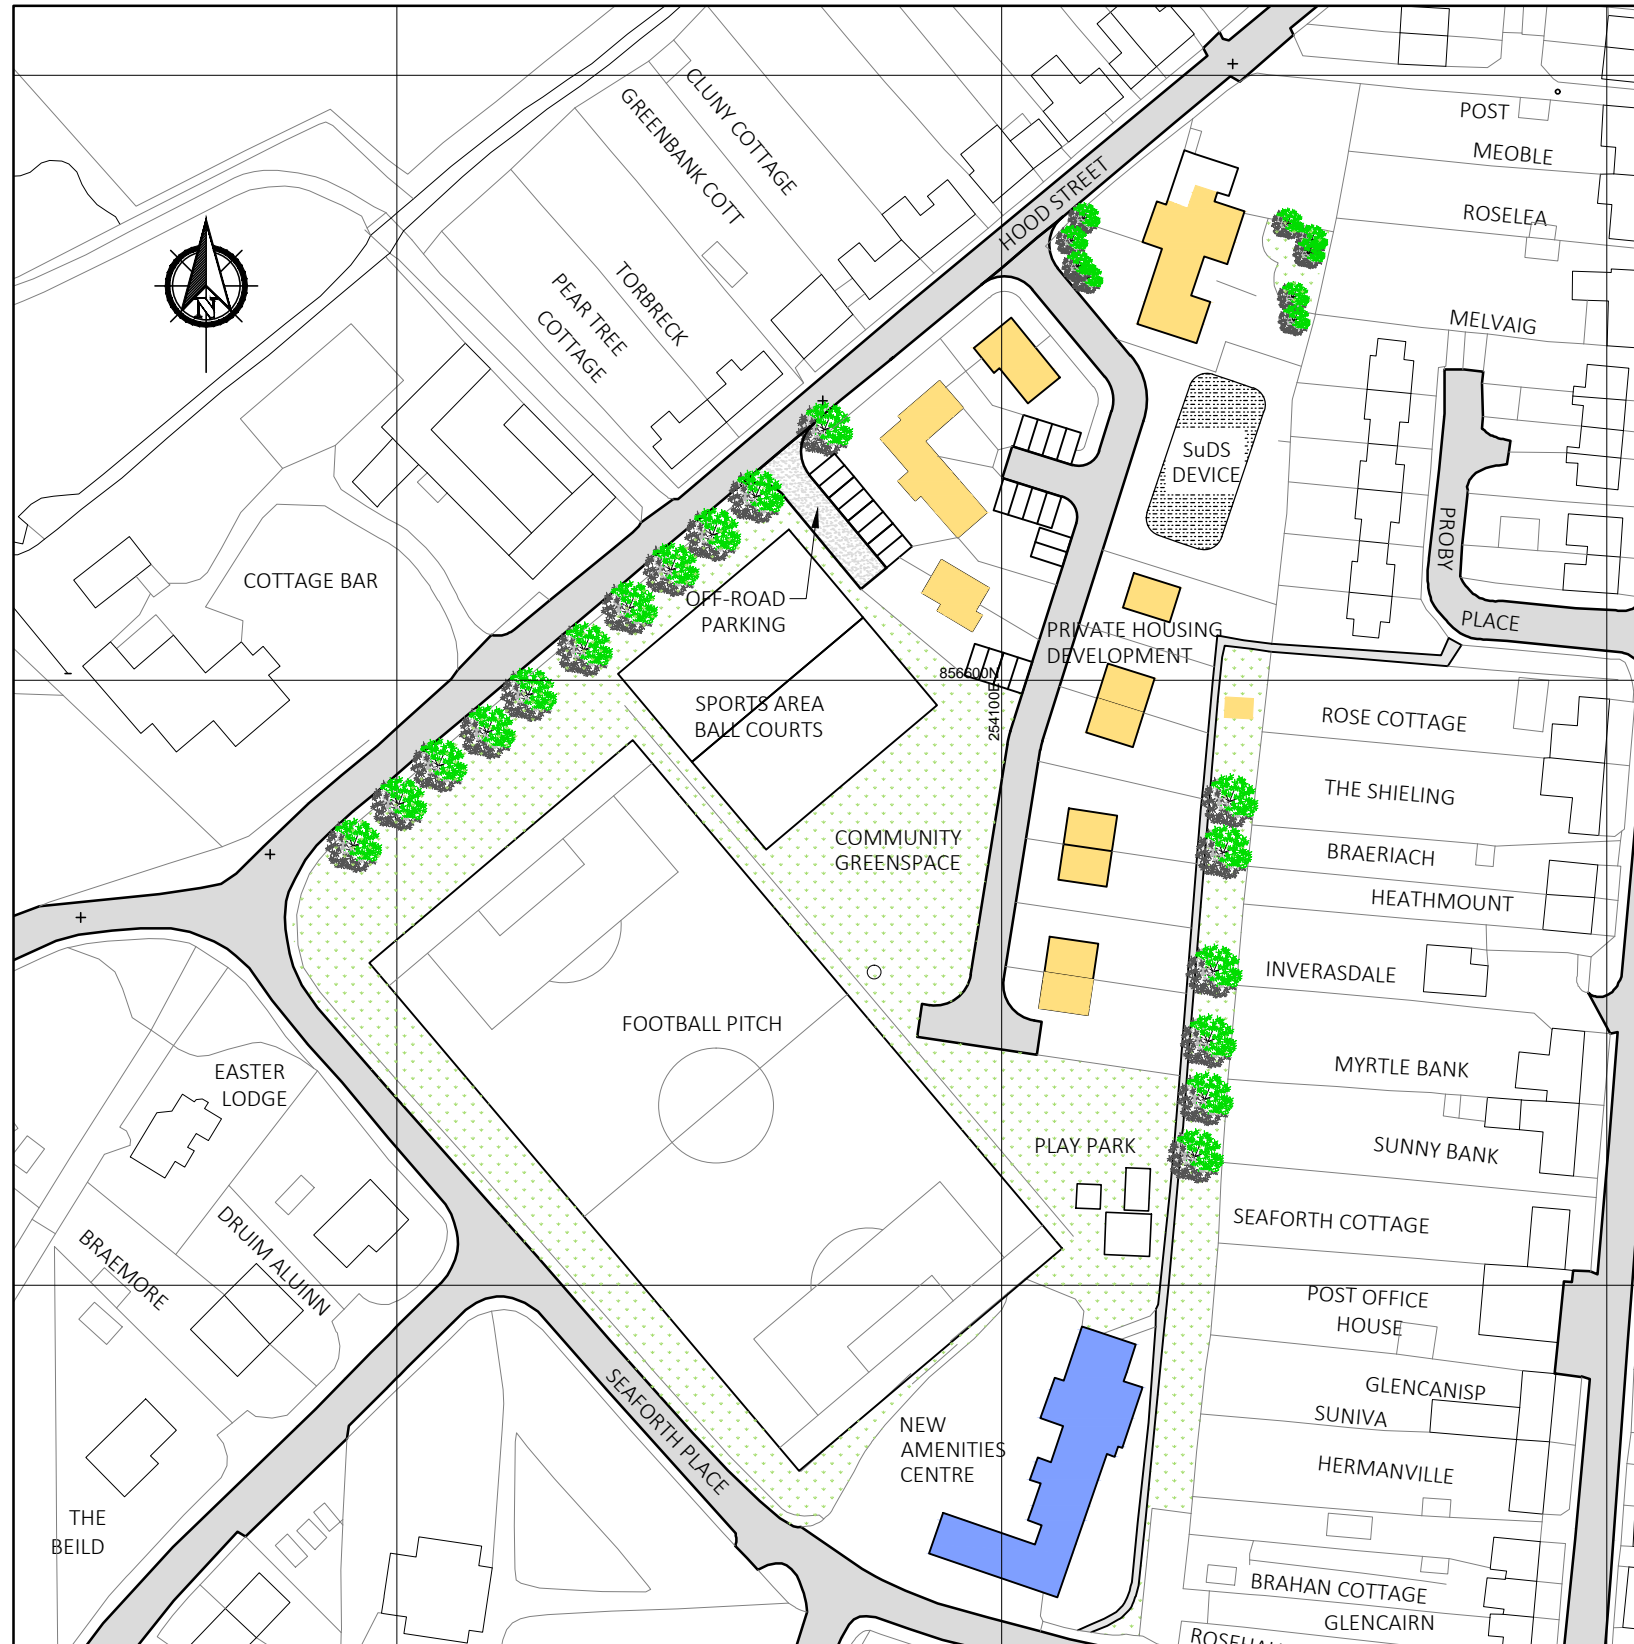 CLUNY COTTAGE
GREENBANK COTT
HOOD STREET
POST
MEOBLE
ROSELEA
N
TORBRECK
PEAR TREE
COTTAGE
MELVAIG
SuDS
DEVICE
PROBY
PLACE
COTTAGE BAR
OFF-ROAD
PARKING
PRIVATE HOUSING
DEVELOPMENT
856600N
254100E
SPORTS AREA
BALL COURTS
ROSE COTTAGE
THE SHIELING
COMMUNITY
GREENSPACE
BRAERIACH
HEATHMOUNT
INVERASDALE
FOOTBALL PITCH
EASTER
LODGE
MYRTLE BANK
PLAY PARK
SUNNY BANK
SEAFORTH COTTAGE
DRUIM ALUINN
BRAEMORE
POST OFFICE
HOUSE
SEAFORTH PLACE
GLENCANISP
SUNIVA
NEW
AMENITIES
CENTRE
HERMANVILLE
THE
BEILD
BRAHAN COTTAGE
GLENCAIRN